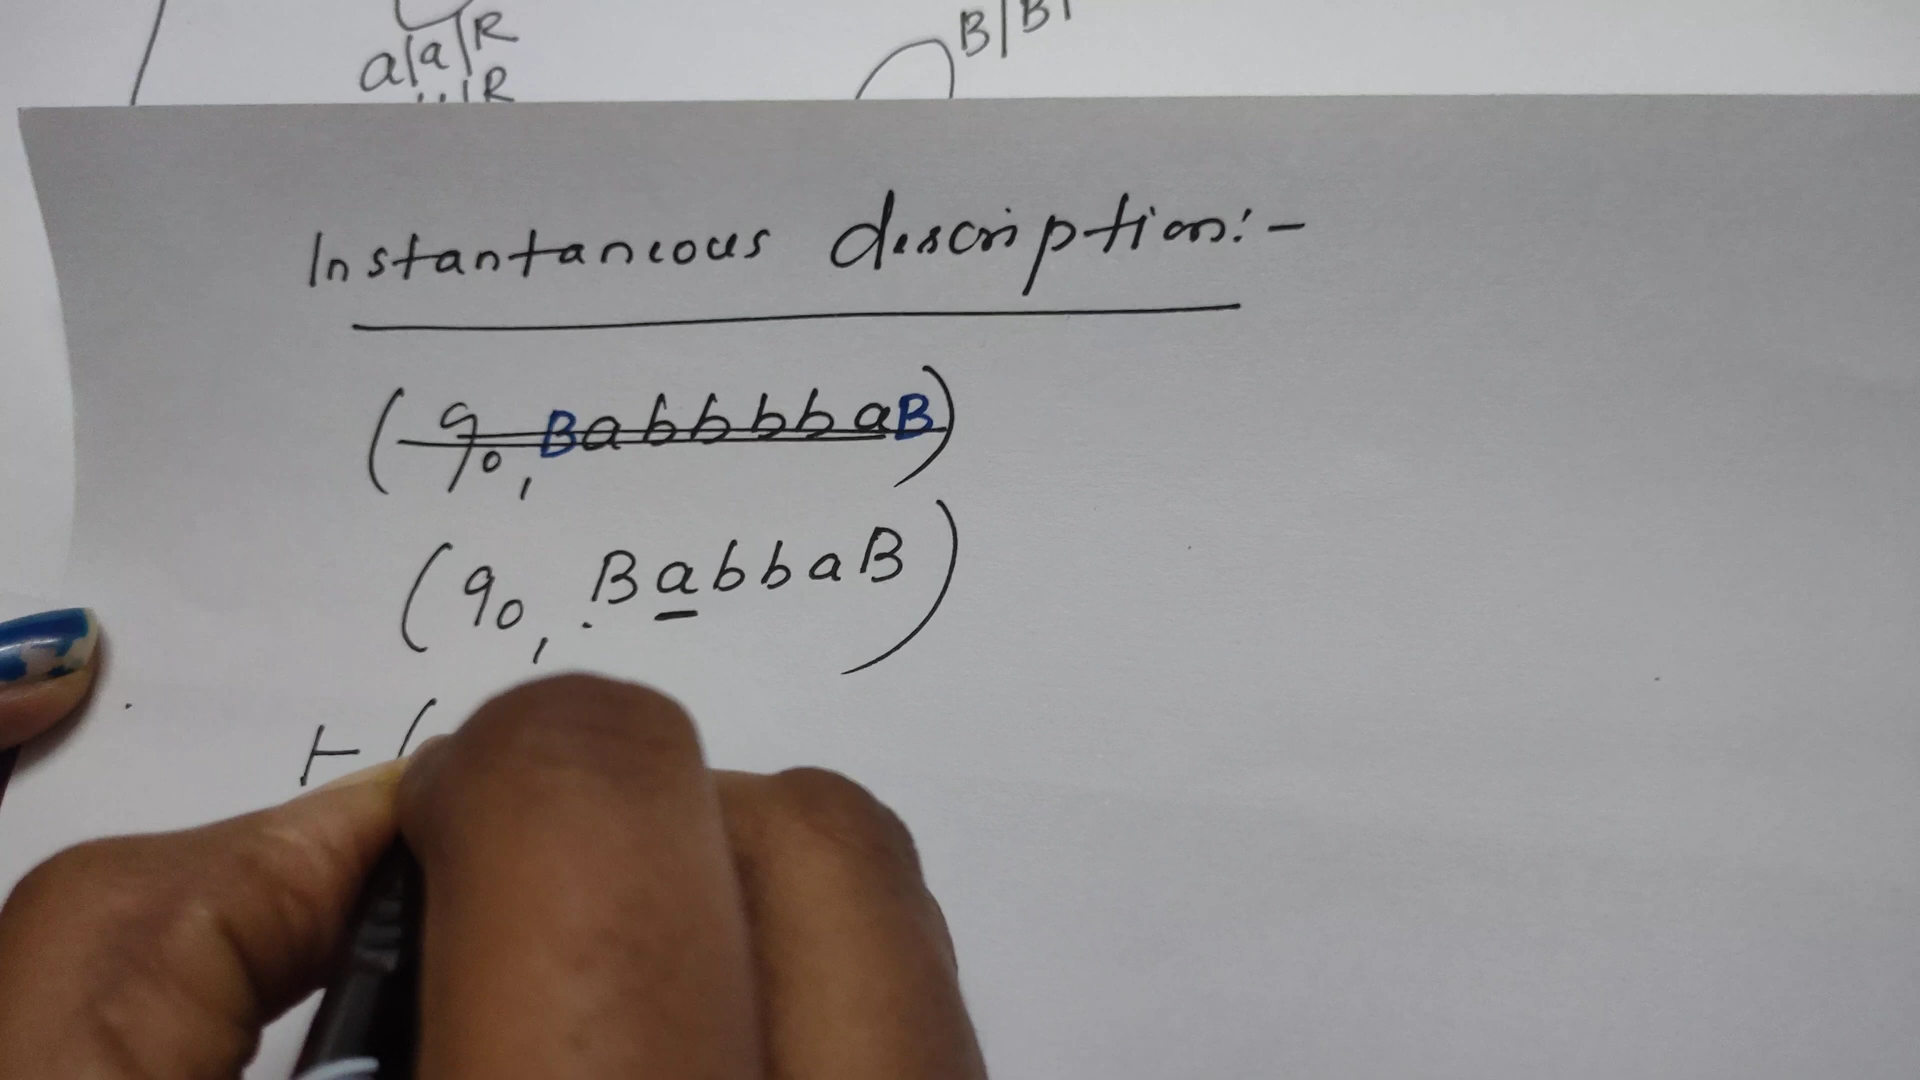 a/a/R
B/B/
/R
Instantaneous description:-
(q0, BabbbbaB)
(q0, BabbaB)
⊢ (